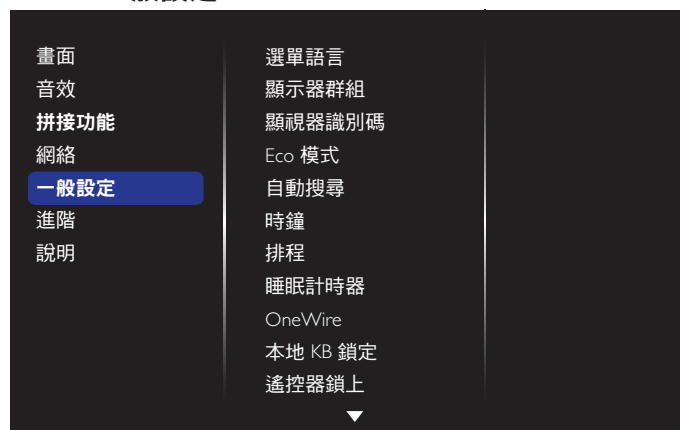 畫面
音效
拼接功能
網絡
一般設定
進階
說明
選單語言
顯示器群組
顯視器識別碼
Eco 模式
自動搜尋
時鐘
排程
睡眠計時器
OneWire
本地 KB 鎖定
遙控器鎖上